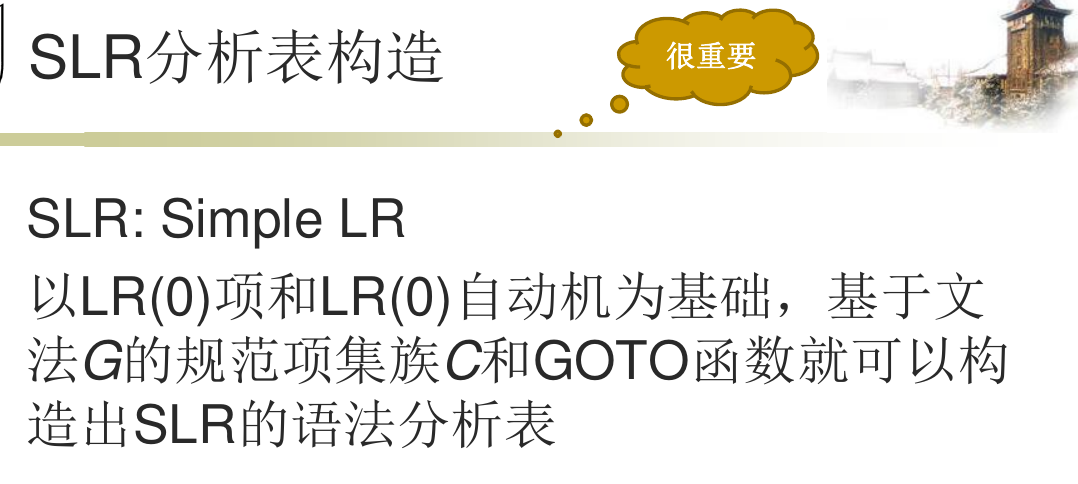 SLR分析表构造
很重要
SLR: Simple LR
以LR(0)项和LR(0)自动机为基础，基于文
法G的规范项集族C和GOTO函数就可以构
造出SLR的语法分析表